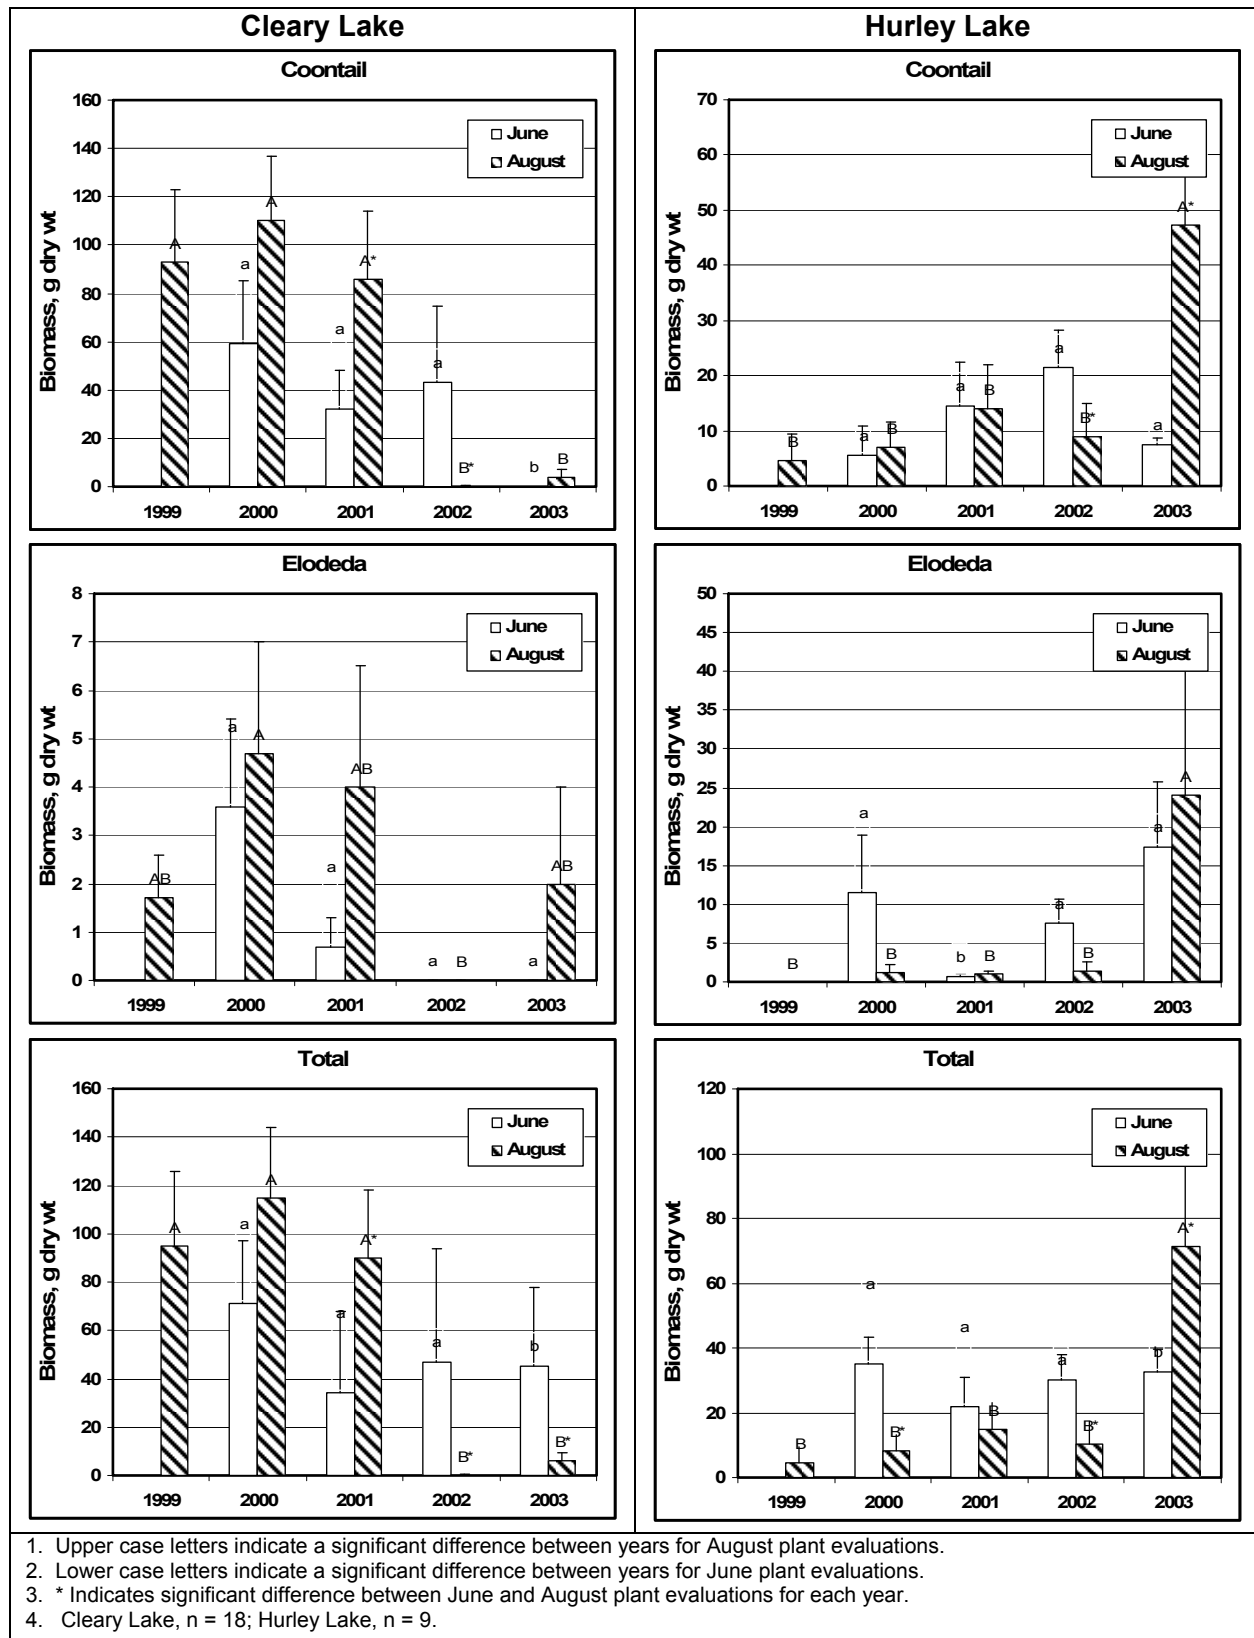 Cleary Lake
Hurley Lake
Coontail
160
140
120
100
80
60
40
20
0
Biomass, g dry wt
June
August
A
a
A
a
A*
a
B*
b
B
1999 2000 2001 2002 2003
Coontail
70
60
50
40
30
20
10
0
Biomass, g dry wt
June
August
B
a
B
a
B
a
B*
a
A*
1999 2000 2001 2002 2003
Elodeda
8
7
6
5
4
3
2
1
0
Biomass, g dry wt
June
August
AB
a
A
a
AB
a
B
a
AB
1999 2000 2001 2002 2003
Elodeda
50
45
40
35
30
25
20
15
10
5
0
Biomass, g dry wt
June
August
B
a
B
b
B
a
B
a
A
1999 2000 2001 2002 2003
Total
160
140
120
100
80
60
40
20
0
Biomass, g dry wt
June
August
A
a
A
a
A*
a
B*
b
B*
1999 2000 2001 2002 2003
Total
120
100
80
60
40
20
0
Biomass, g dry wt
June
August
B
a
B*
a
B
a
B*
b
A*
1999 2000 2001 2002 2003
1. Upper case letters indicate a significant difference between years for August plant evaluations.
2. Lower case letters indicate a significant difference between years for June plant evaluations.
3. * Indicates significant difference between June and August plant evaluations for each year.
4. Cleary Lake, n = 18; Hurley Lake, n = 9.